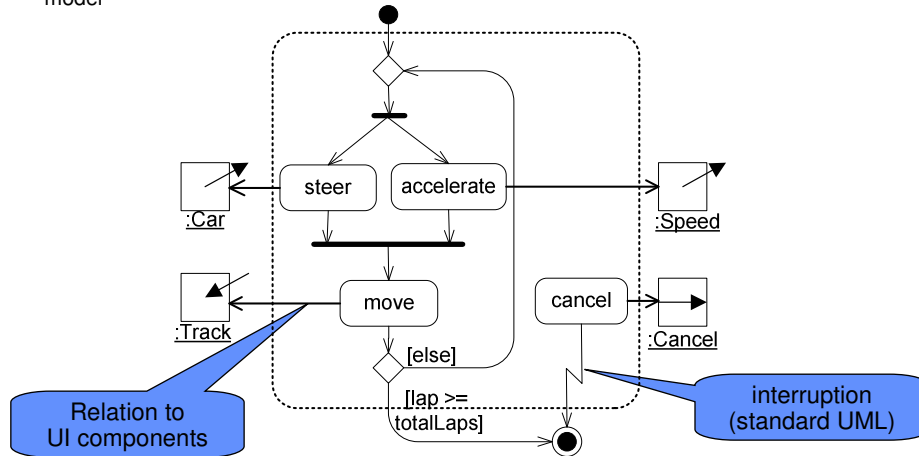 model
steer
accelerate
:Car
:Speed
move
cancel
:Track
:Cancel
[else]
Relation to
UI components
[lap >=
totalLaps]
interruption
(standard UML)